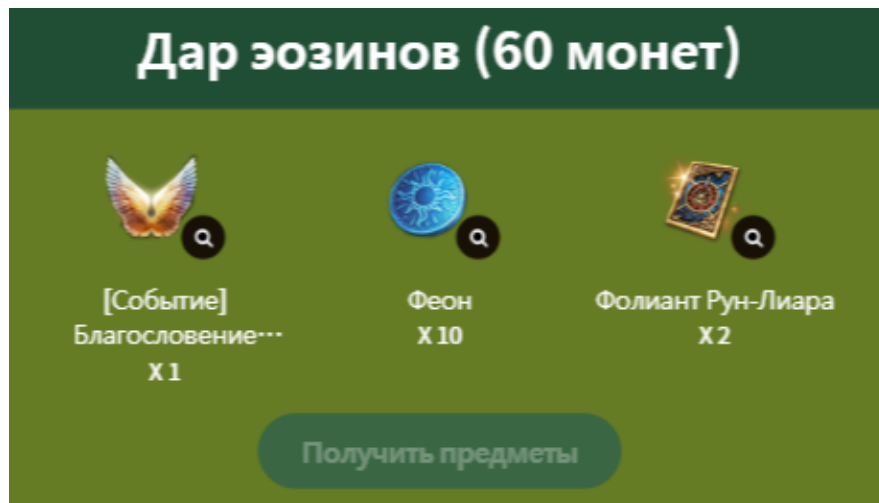 Дар эозинов (60 монет)
[Событие]
Благословение…
X 1
Феон
X 10
Фолиант Рун-Лиара
X 2
Получить предметы